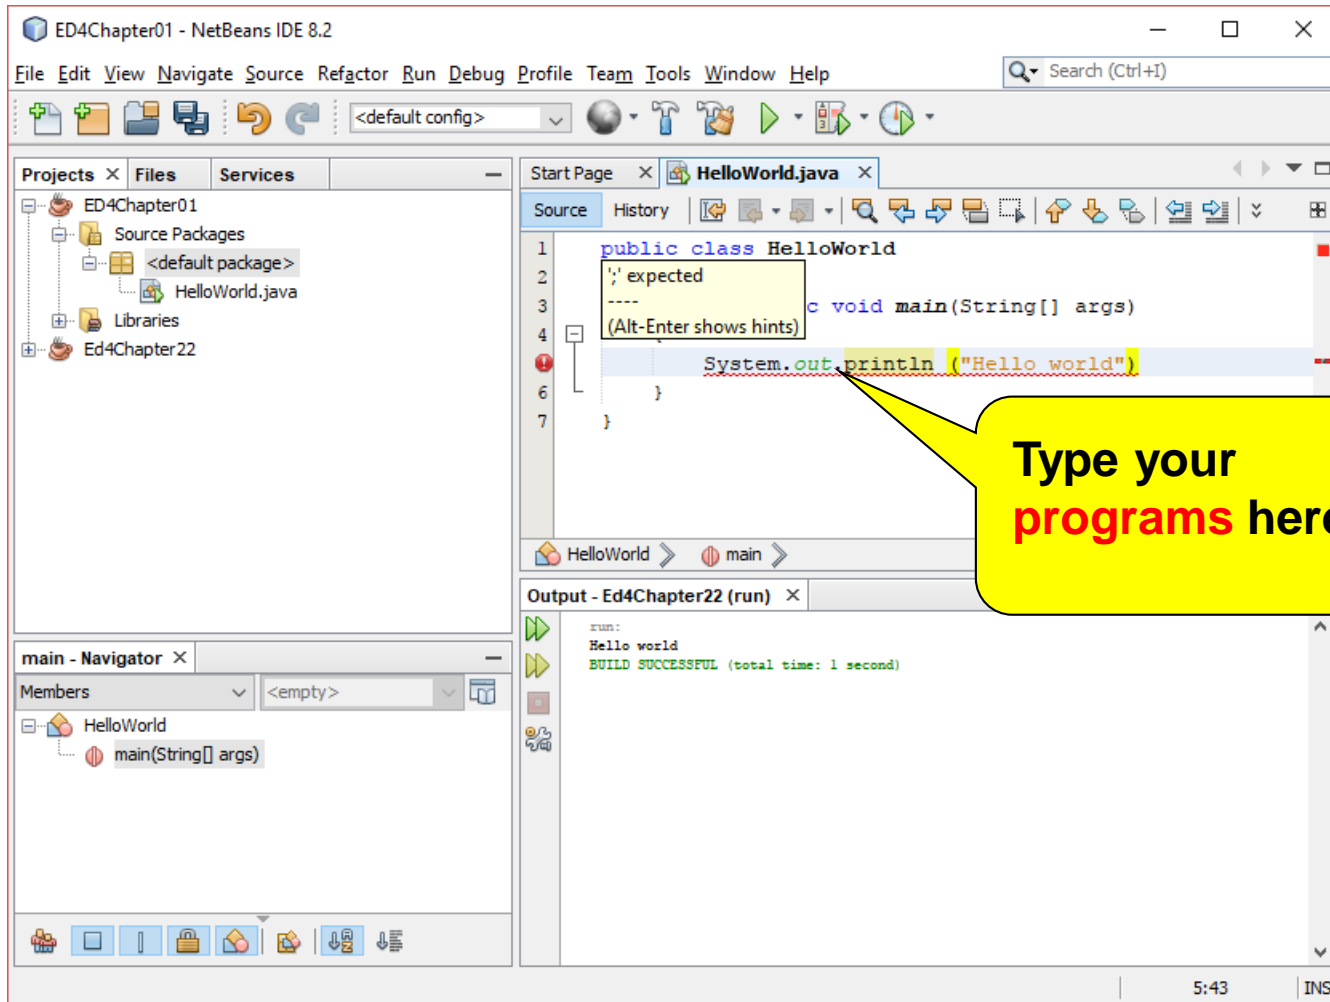 ED4Chapter01 - NetBeans IDE 8.2
File Edit View Navigate Source Refactor Run Debug Profile Team Tools Window Help
Search (Ctrl+I)
<default config>
Projects Files Services
ED4Chapter01
Source Packages
<default package>
HelloWorld.java
Libraries
Ed4Chapter22
Start Page HelloWorld.java
Source History
1 public class HelloWorld
2
3 c void main(String[] args)
4
';' expected
----
(Alt-Enter shows hints)
System.out.println ("Hello world")
6 }
7 }
Type your
programs
HelloWorld main
Output - Ed4Chapter22 (run)
run:
Hello world
BUILD SUCCESSFUL (total time: 1 second)
main - Navigator
Members <empty>
HelloWorld
main(String[] args)
5:43 INS